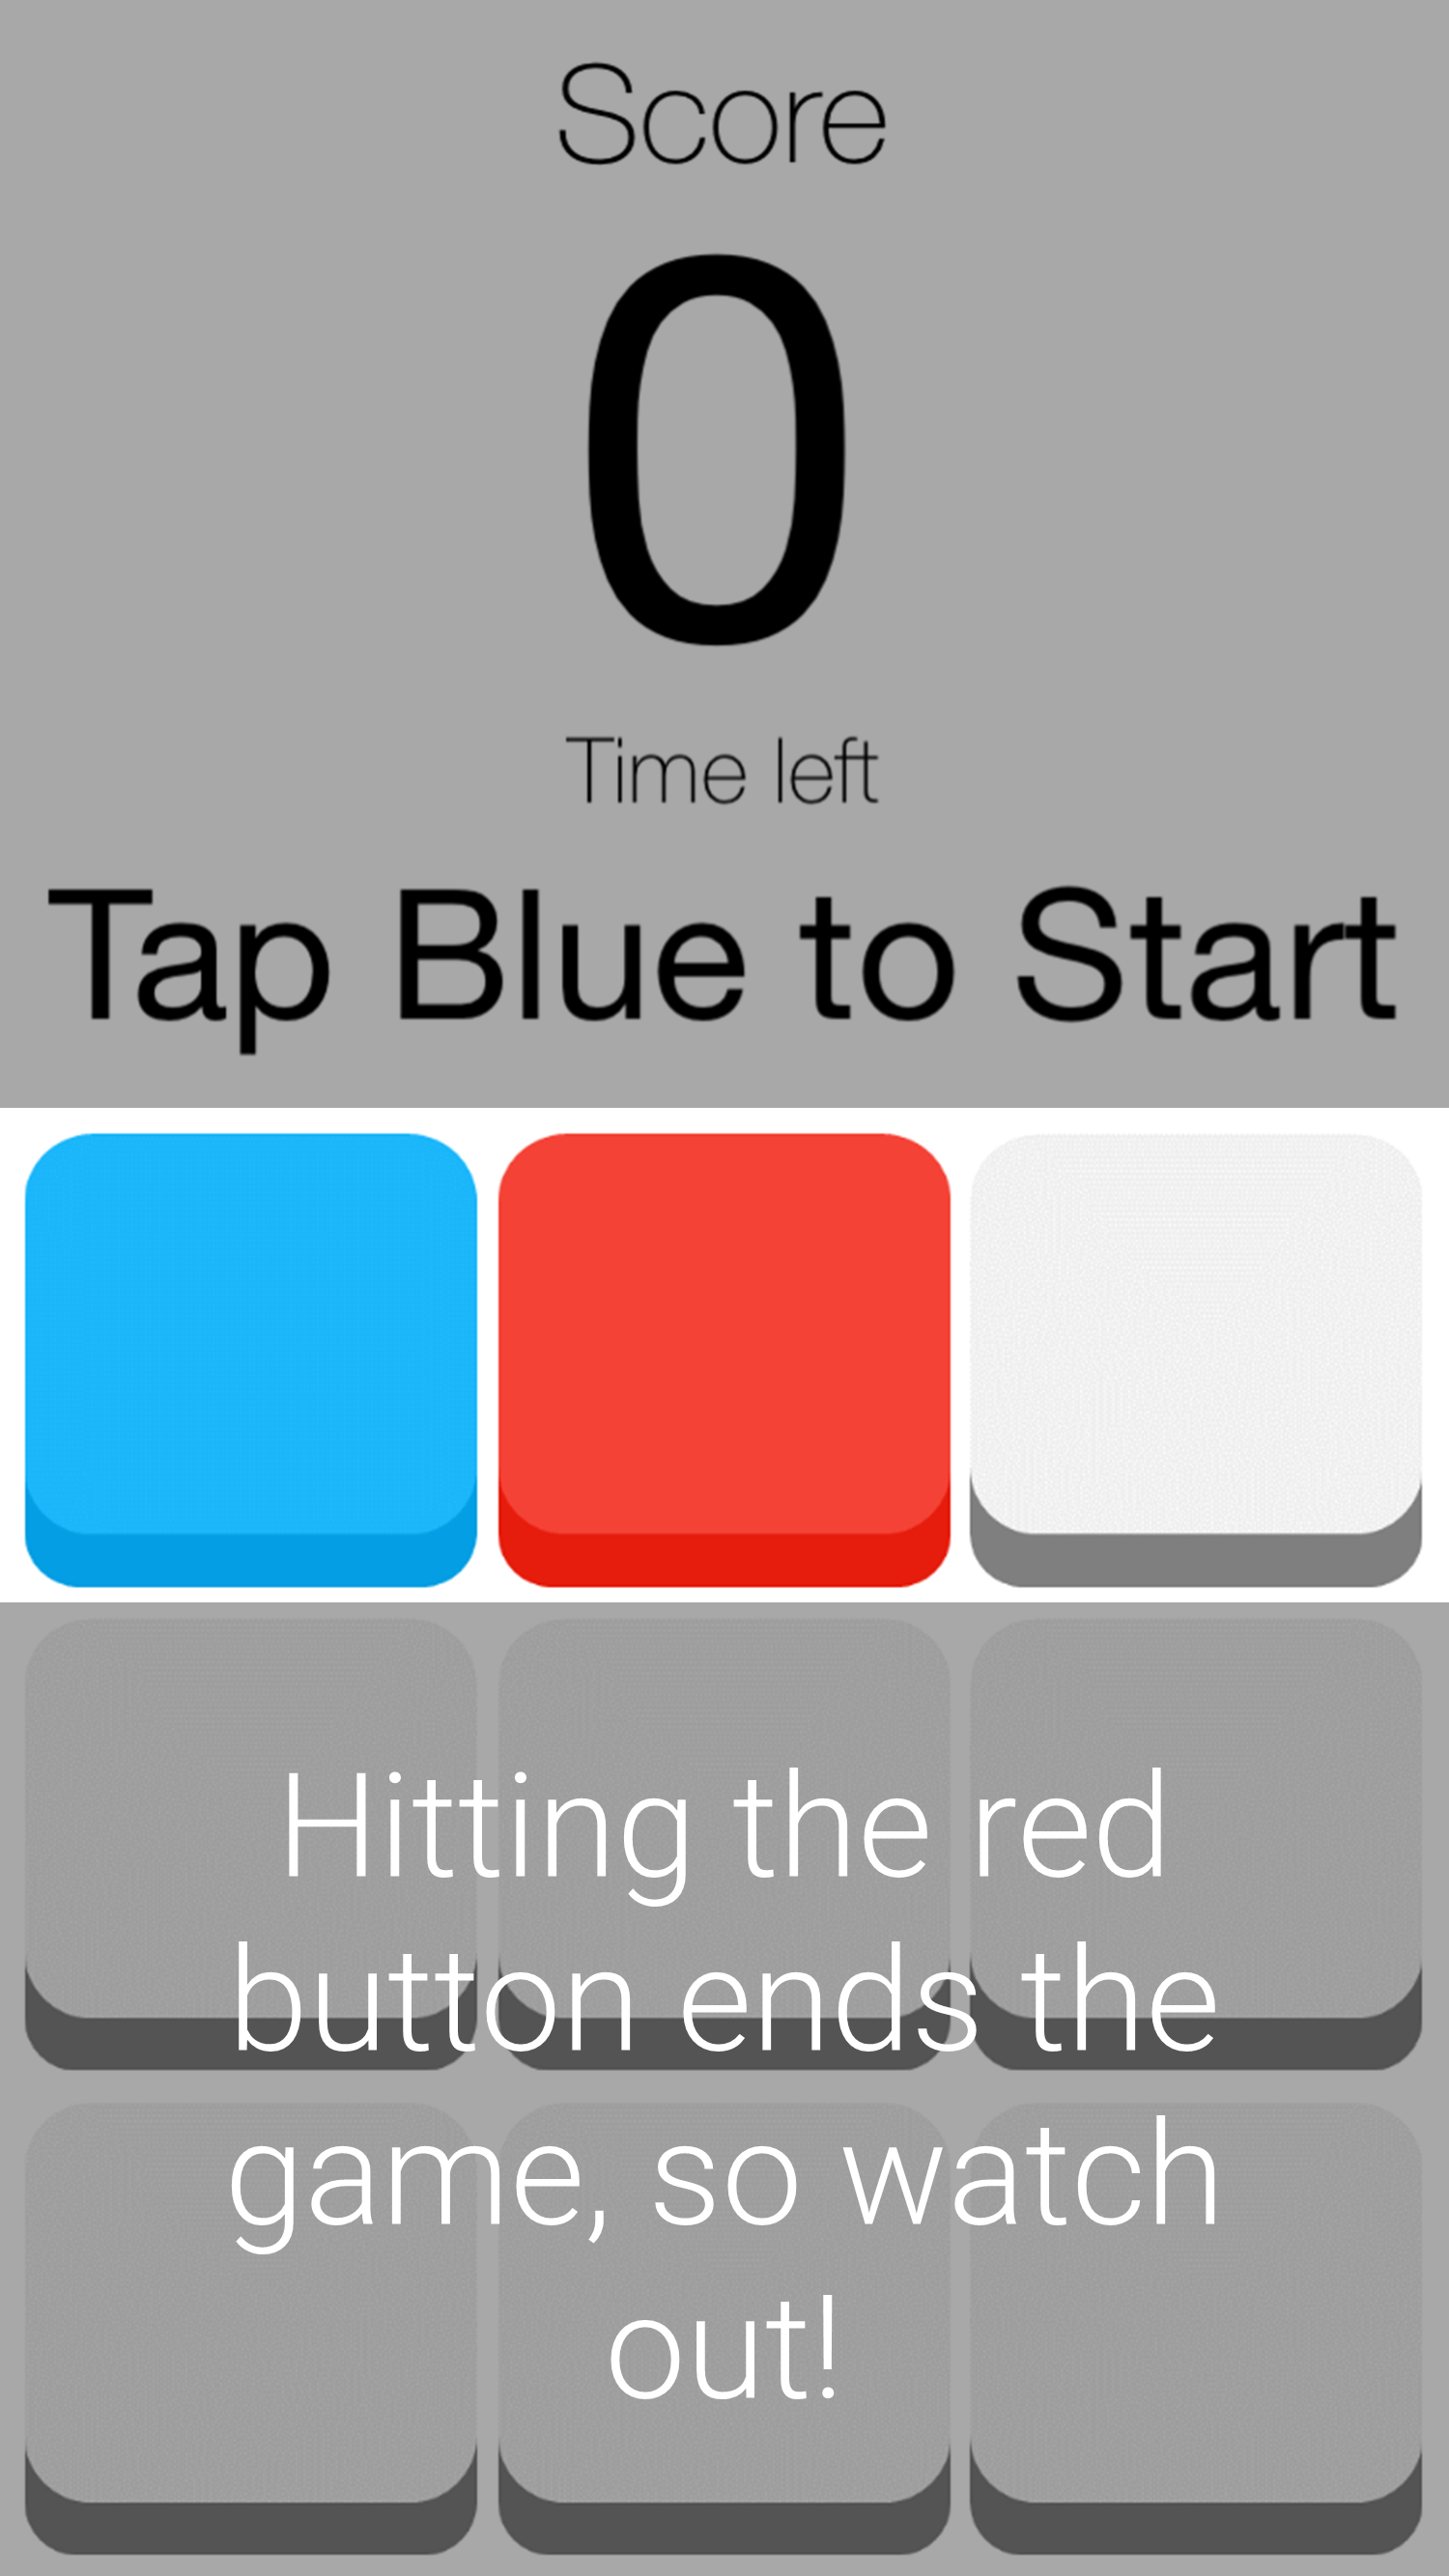 Score
0
Time left
Tap Blue to Start
Hitting the red
button ends the
game, so watch
out!